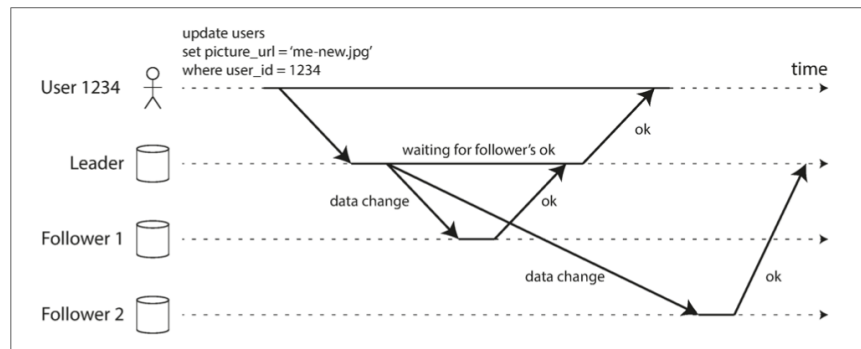 update users
set picture_url = ‘me-new.jpg’
where user_id = 1234
time
User 1234
ok
Leader
waiting for follower’s ok
data change
ok
Follower 1
data change
ok
Follower 2